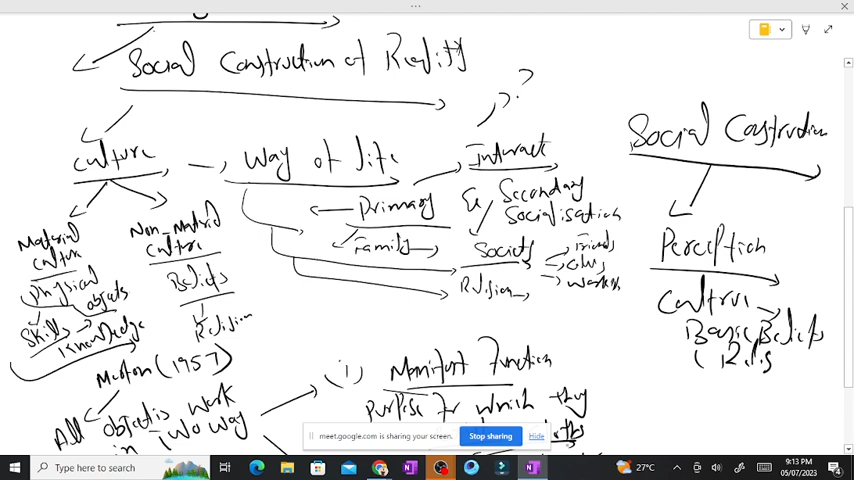 Social Construction of Reality
Culture
Way of life
Interact
??
Primary
& Secondary
Socialisation
Family
Society
Friends
Religion
Material
Culture
Physical
objects
Skills
Knowledge
Non-Material
Culture
Beliefs
Religion
Social Construction
Perception
Culture
Basic Beliefs
Merton (1957)
All objects work
in Two way
(i) Manifest Function
Purpose for which they
meet.google.com is sharing your screen.
Stop sharing
Hide
Type here to search
27°C
9:13 PM
05/07/2023